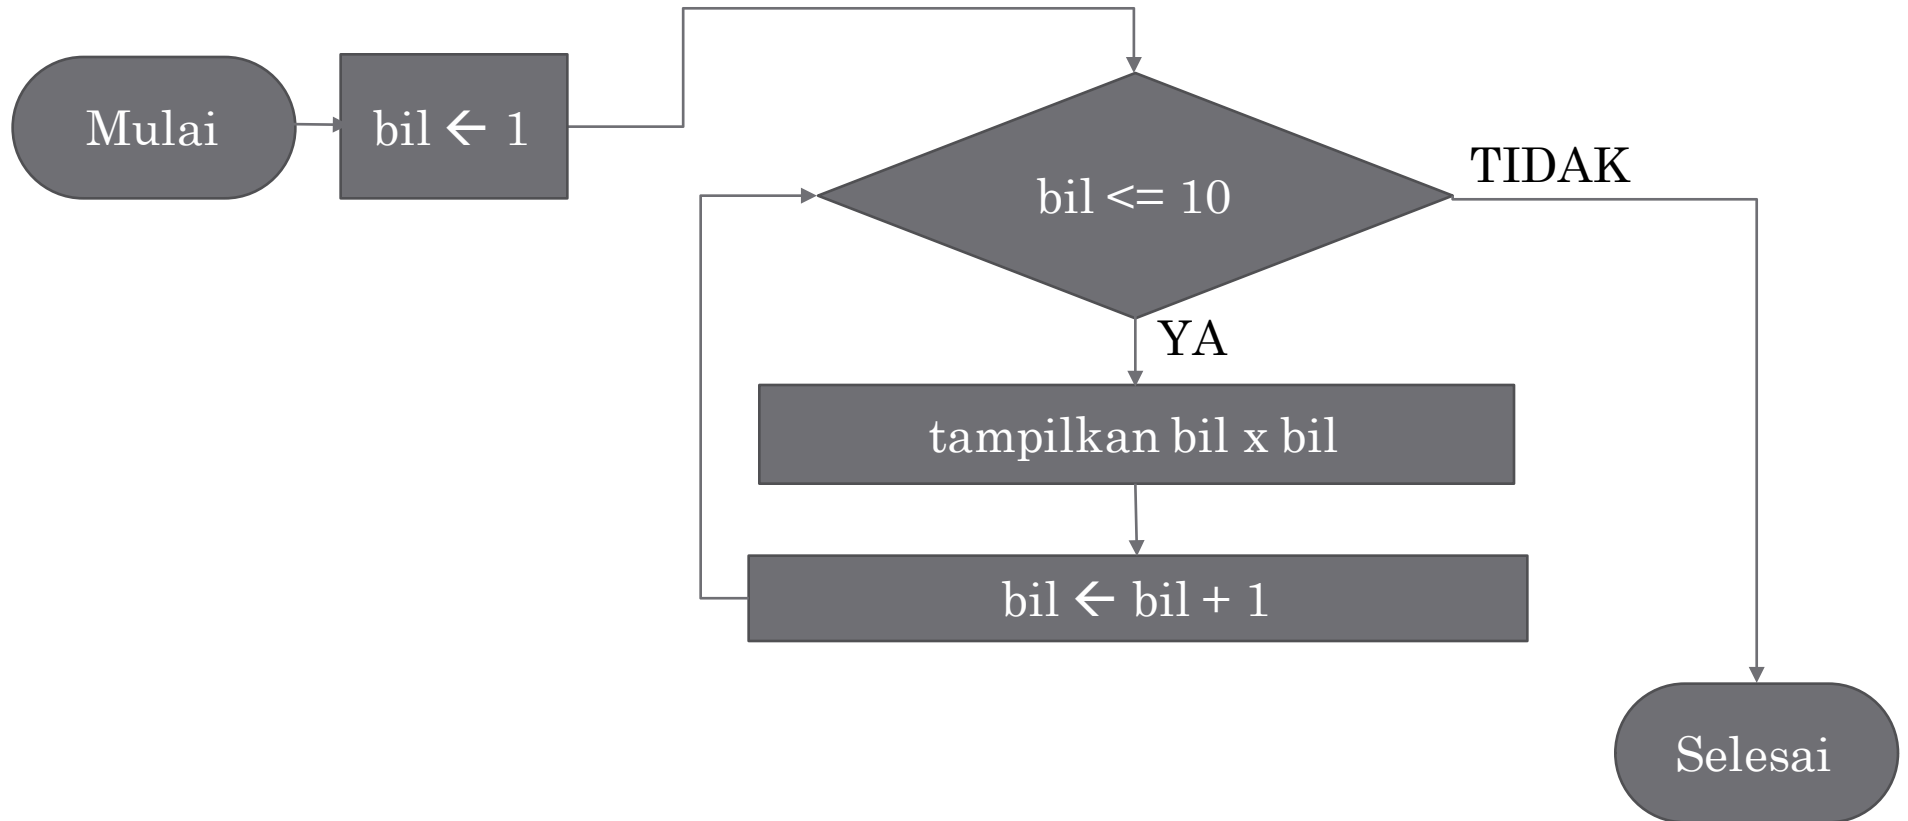 Mulai
bil ← 1
bil <= 10
TIDAK
YA
tampilkan bil x bil
bil ← bil + 1
Selesai